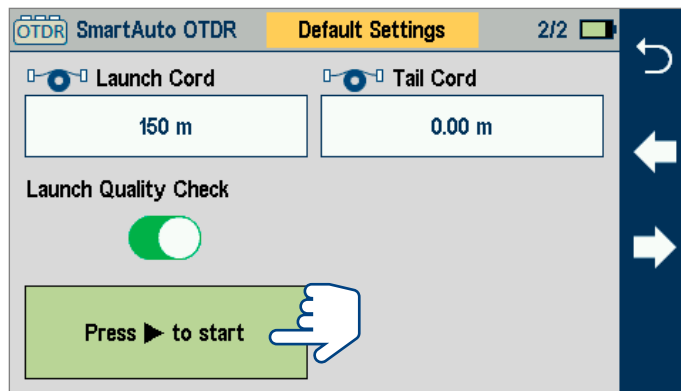 OTDR SmartAuto OTDR Default Settings 2/2
Launch Cord Tail Cord
150 m 0.00 m
Launch Quality Check
Press ▶ to start